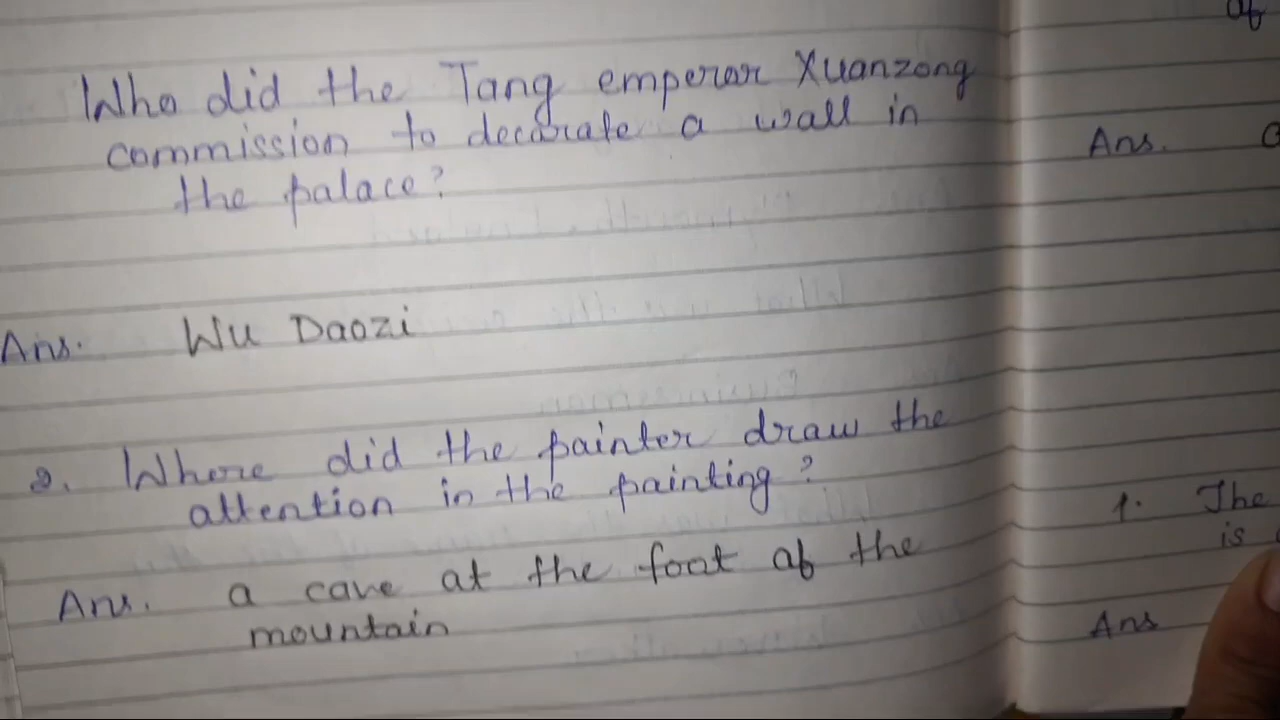 Who did the Tang emperor Xuanzong
commission to decorate a wall in
the palace?
Ans. Wu Daozi
2. Where did the painter draw the
attention in the painting?
Ans. a cave at the foot of the
mountain
of
Ans.
1. The
is
Ans